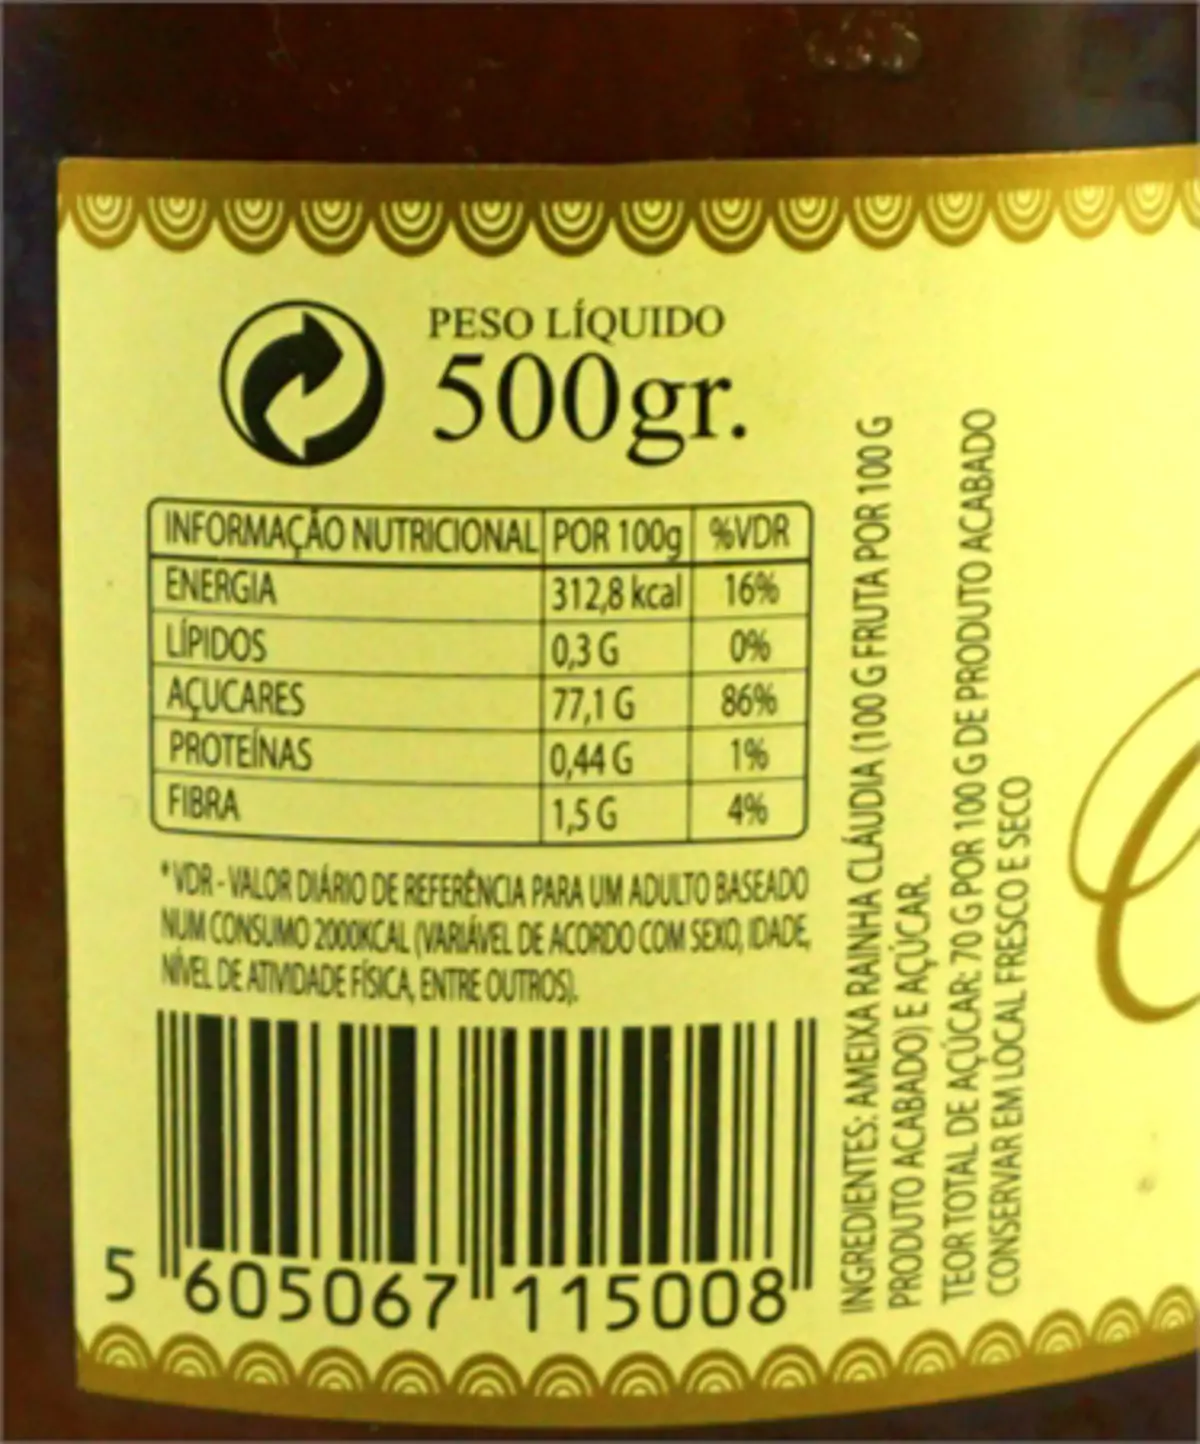 PESO LÍQUIDO
500gr.
INFORMAÇÃO NUTRICIONAL POR 100g %VDR
ENERGIA 312,8 kcal 16%
LÍPIDOS 0,3 G 0%
AÇUCARES 77,1 G 86%
PROTEÍNAS 0,44 G 1%
FIBRA 1,5 G 4%
* VDR - VALOR DIÁRIO DE REFERÊNCIA PARA UM ADULTO BASEADO
NUM CONSUMO 2000KCAL (VARIÁVEL DE ACORDO COM SEXO, IDADE,
NÍVEL DE ATIVIDADE FÍSICA, ENTRE OUTROS).
5 605067 115008
INGREDIENTES: AMEIXA RAINHA CLÁUDIA (100 G FRUTA POR 100 G
PRODUTO ACABADO) E AÇÚCAR.
TEOR TOTAL DE AÇÚCAR: 70 G POR 100 G DE PRODUTO ACABADO
CONSERVAR EM LOCAL FRESCO E SECO